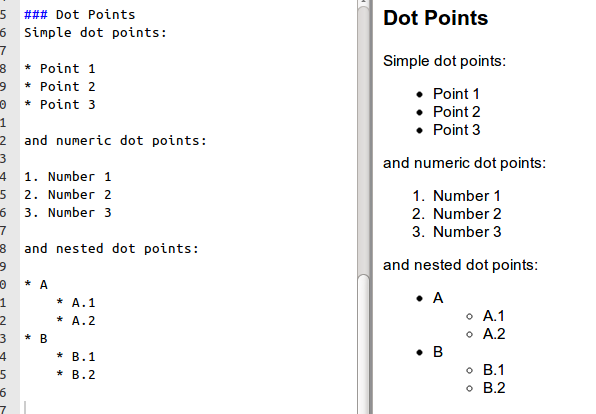 5 ### Dot Points
6 Simple dot points:
7
8 * Point 1
9 * Point 2
0 * Point 3
1
2 and numeric dot points:
3
4 1. Number 1
5 2. Number 2
6 3. Number 3
7
8 and nested dot points:
9
0 * A
1     * A.1
2     * A.2
3 * B
4     * B.1
5     * B.2
6
7
Dot Points
Simple dot points:
• Point 1
• Point 2
• Point 3
and numeric dot points:
1. Number 1
2. Number 2
3. Number 3
and nested dot points:
• A
○ A.1
○ A.2
• B
○ B.1
○ B.2